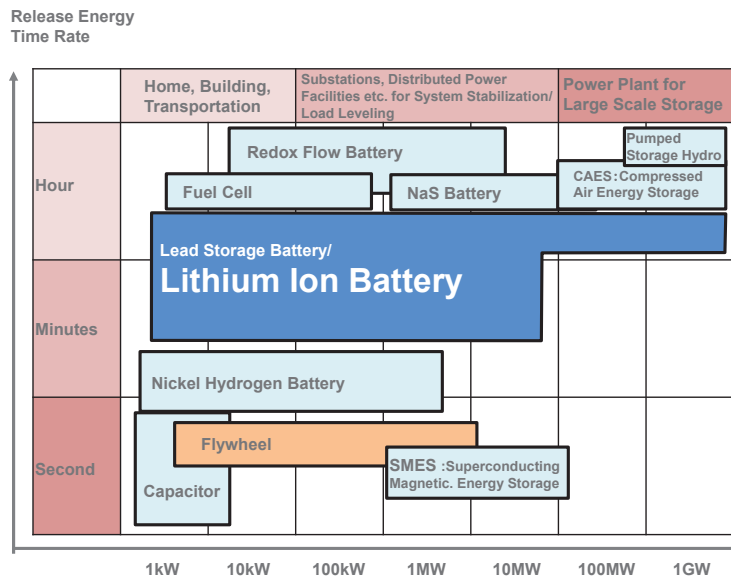 Release Energy
Time Rate
Home, Building,
Transportation
Substations, Distributed Power
Facilities etc. for System Stabilization/
Load Leveling
Power Plant for
Large Scale Storage
Hour
Redox Flow Battery
Pumped
Storage Hydro
Fuel Cell
NaS Battery
CAES:Compressed
Air Energy Storage
Lead Storage Battery/
Lithium Ion Battery
Minutes
Nickel Hydrogen Battery
Second
Flywheel
Capacitor
SMES :Superconducting
Magnetic. Energy Storage
1kW 10kW 100kW 1MW 10MW 100MW 1GW